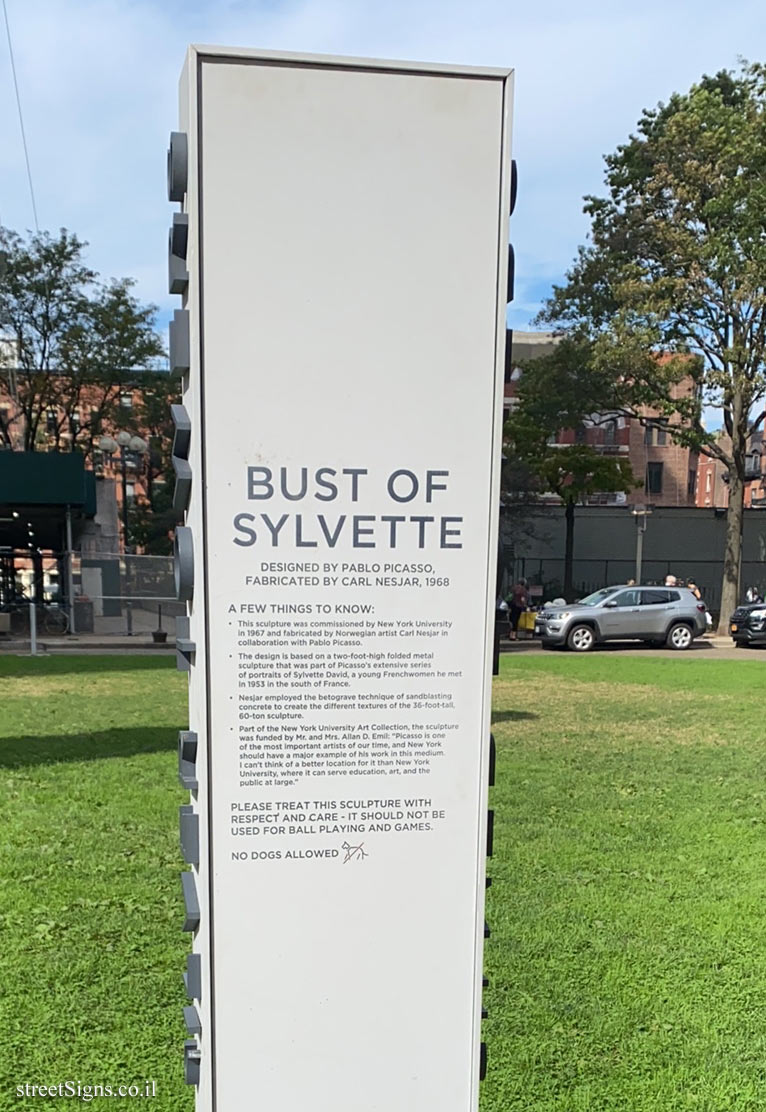 BUST OF
SYLVETTE
DESIGNED BY PABLO PICASSO,
FABRICATED BY CARL NESJAR, 1968
A FEW THINGS TO KNOW:
• This sculpture was commissioned by New York University
in 1967 and fabricated by Norwegian artist Carl Nesjar in
collaboration with Pablo Picasso.
• The design is based on a two-foot-high folded metal
sculpture that was part of Picasso's extensive series
of portraits of Sylvette David, a young Frenchwomen he met
in 1953 in the south of France.
• Nesjar employed the betograve technique of sandblasting
concrete to create the different textures of the 36-foot-tall,
60-ton sculpture.
• Part of the New York University Art Collection, the sculpture
was funded by Mr. and Mrs. Allan D. Emil: "Picasso is one
of the most important artists of our time, and New York
should have a major example of his work in this medium.
I can't think of a better location for it than New York
University, where it can serve education, art, and the
public at large."
PLEASE TREAT THIS SCULPTURE WITH
RESPECT AND CARE - IT SHOULD NOT BE
USED FOR BALL PLAYING AND GAMES.
NO DOGS ALLOWED
streetSigns.co.il